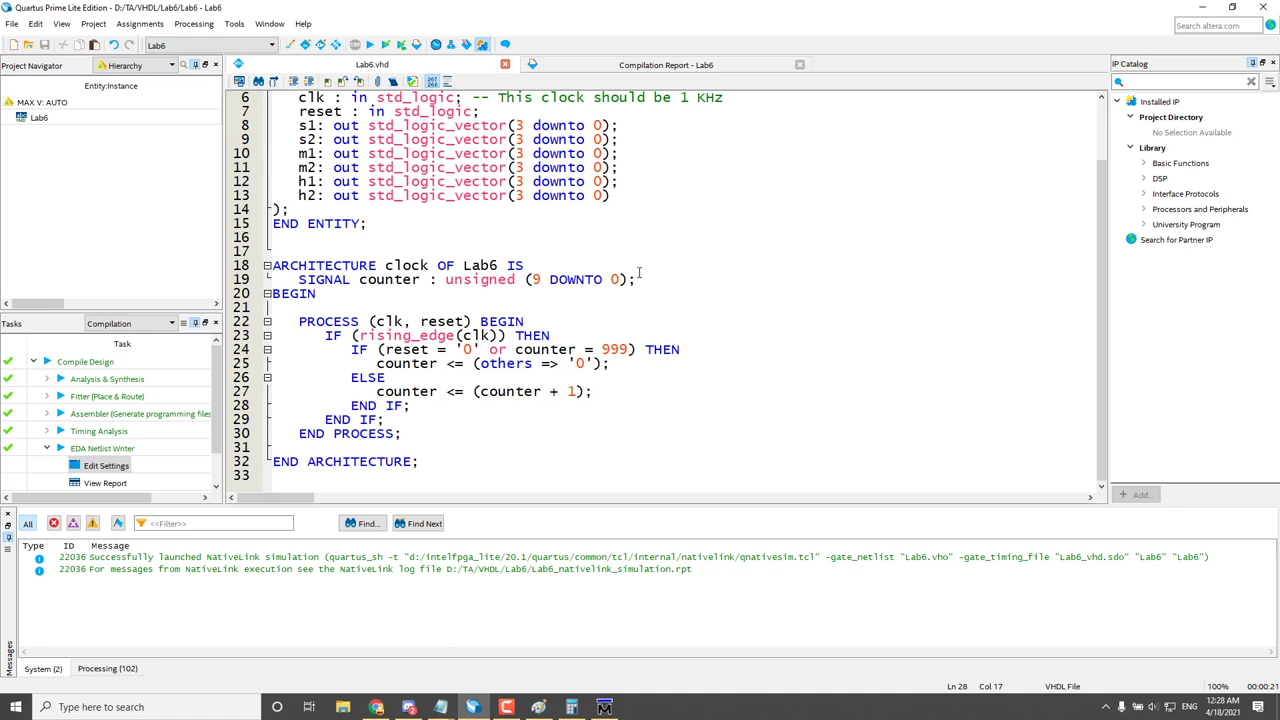 Quartus Prime Lite Edition - D:/TA/VHDL/Lab6/Lab6 - Lab6
File Edit View Project Assignments Processing Tools Window Help
Search altera.com
Lab6
Project Navigator Hierarchy
Entity:Instance
MAX V: AUTO
Lab6
Tasks Compilation
Task
Compile Design
Analysis & Synthesis
Fitter (Place & Route)
Assembler (Generate programming files
Timing Analysis
EDA Netlist Writer
Edit Settings
View Report
Lab6.vhd
Compilation Report - Lab6
6 clk : in std_logic; -- This clock should be 1 KHz
7 reset : in std_logic;
8 s1: out std_logic_vector(3 downto 0);
9 s2: out std_logic_vector(3 downto 0);
10 m1: out std_logic_vector(3 downto 0);
11 m2: out std_logic_vector(3 downto 0);
12 h1: out std_logic_vector(3 downto 0);
13 h2: out std_logic_vector(3 downto 0)
14 );
15 END ENTITY;
16
17
18 ARCHITECTURE clock OF Lab6 IS
19 SIGNAL counter : unsigned (9 DOWNTO 0);
20 BEGIN
21
22 PROCESS (clk, reset) BEGIN
23 IF (rising_edge(clk)) THEN
24 IF (reset = '0' or counter = 999) THEN
25 counter <= (others => '0');
26 ELSE
27 counter <= (counter + 1);
28 END IF;
29 END IF;
30 END PROCESS;
31
32 END ARCHITECTURE;
33
IP Catalog
Installed IP
Project Directory
No Selection Available
Library
Basic Functions
DSP
Interface Protocols
Processors and Peripherals
University Program
Search for Partner IP
+ Add...
All <<Filter>> Find... Find Next
Type ID Message
22036 Successfully launched NativeLink simulation (quartus_sh -t "d:/intelfpga_lite/20.1/quartus/common/tcl/internal/nativelink/qnativesim.tcl" -gate_netlist "Lab6.vho" -gate_timing_file "Lab6_vhd.sdo" "Lab6" "Lab6")
22036 For messages from NativeLink execution see the NativeLink log file D:/TA/VHDL/Lab6/Lab6_nativelink_simulation.rpt
Messages
System (2) Processing (102)
Ln 28 Col 17 VHDL File 100% 00:00:21
Type here to search
ENG
12:28 AM
4/18/2021